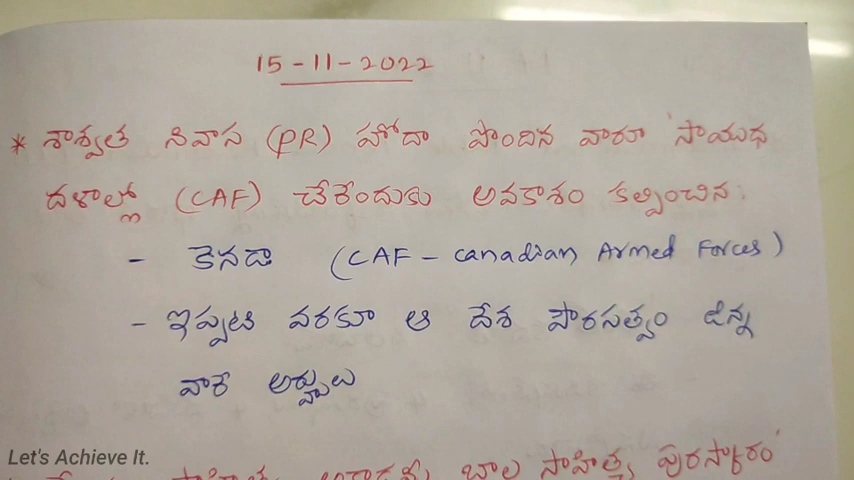 15-11-2022
* శాశ్వత నివాస (PR) హోదా పొందిన వారూ సాయుధ
దళాల్లో (CAF) చేరేందుకు అవకాశం కల్పించిన:
- కెనడా (CAF - Canadian Armed Forces)
- ఇప్పటి వరకూ ఆ దేశ పౌరసత్వం ఉన్న
వారే అర్హులు
బాల సాహిత్య పురస్కారం'
Let's Achieve It.